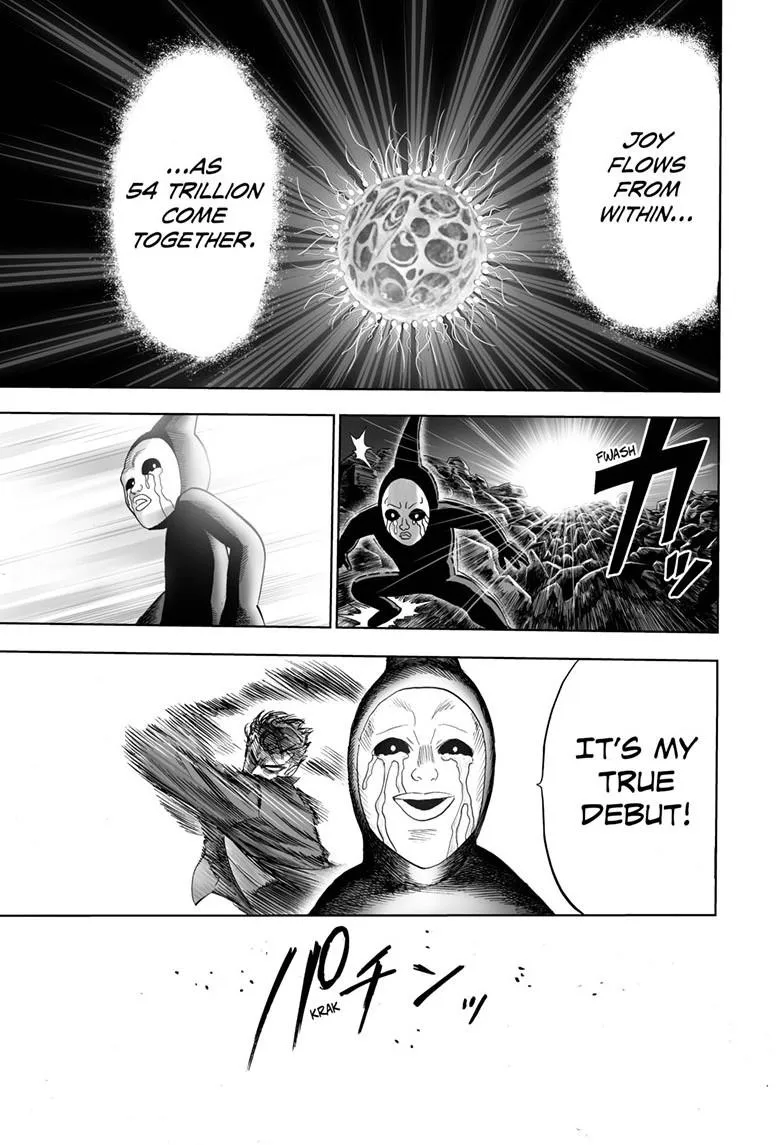 JOY
FLOWS
FROM
WITHIN...
...AS
54 TRILLION
COME
TOGETHER.
FWASH
カッ
IT'S MY
TRUE
DEBUT!
パチンッ
KRAK